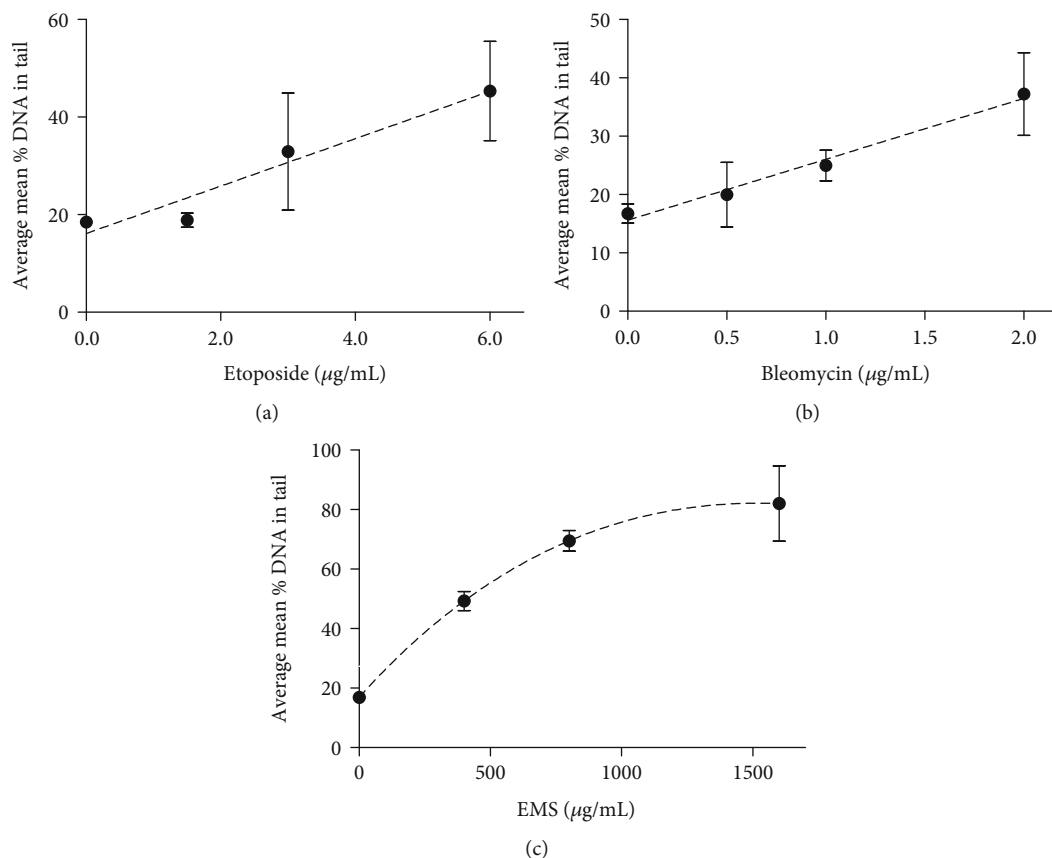 Average mean % DNA in tail
60
40
20
0
0.0 2.0 4.0 6.0
Etoposide (μg/mL)
(a)
Average mean % DNA in tail
50
40
30
20
10
0
0.0 0.5 1.0 1.5 2.0
Bleomycin (μg/mL)
(b)
Average mean % DNA in tail
100
80
60
40
20
0
0 500 1000 1500
EMS (μg/mL)
(c)